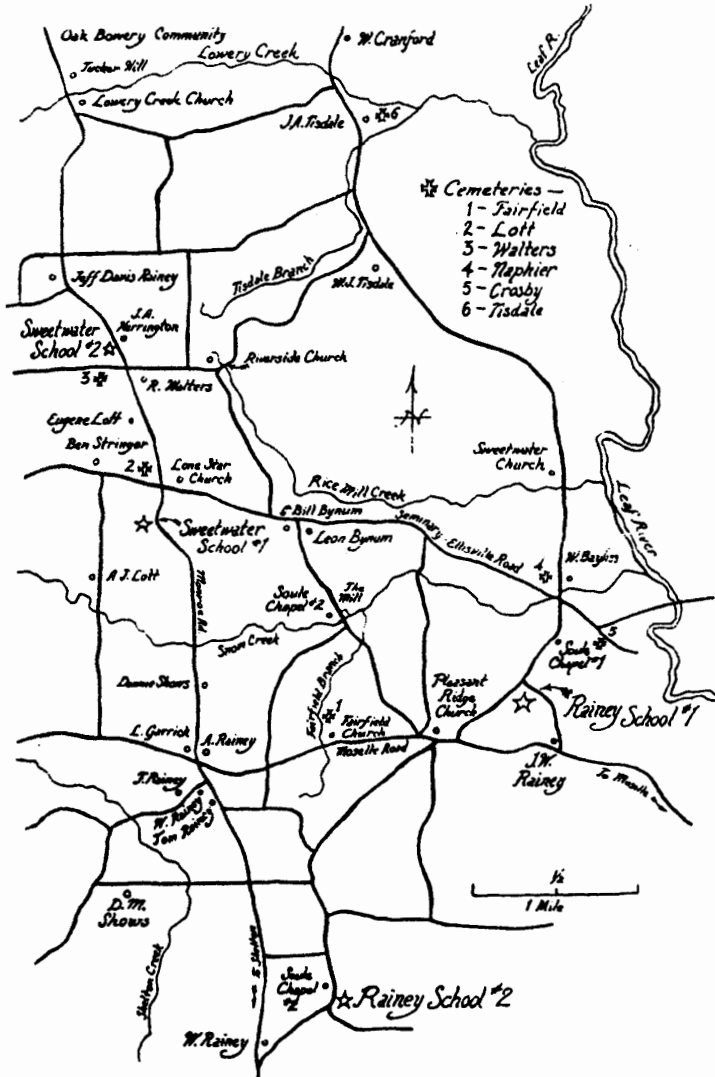 Oak Bowery Community
Tucker Hill
Lowery Creek
W. Cranford
Leaf R.
Lowery Creek Church
J.A. Tisdale
6
Cemeteries —
1 - Fairfield
2 - Lott
3 - Walters
4 - Naphier
5 - Crosby
6 - Tisdale
Jeff Davis Rainey
Tisdale Branch
W.J. Tisdale
J.A.
Harrington
Sweetwater
School #2
Riverside Church
3
R. Walters
N
Eugene Lott
Ben Stringer
2
Lone Star
Church
Sweetwater
Church
Rice Mill Creek
Leaf River
Bill Bynum
Leon Bynum
Seminary-Ellisville Road
Sweetwater
School #1
4
W. Bayliss
A J. Lott
Monroe Rd.
Soule
Chapel #2
The
Mill
Snow Creek
Soule
Chapel #1
5
Fairfield Branch
Dannie Shows
1
Fairfield
Church
Pleasant
Ridge
Church
Rainey School #1
L. Garrick
A. Rainey
Moselle Road
J.W.
Rainey
To Moselle
J. Rainey
W. Rainey
Tom Rainey
½
1 Mile
D.M.
Shows
Shelton Creek
Soule
Chapel
#2
Rainey School #2
W. Rainey